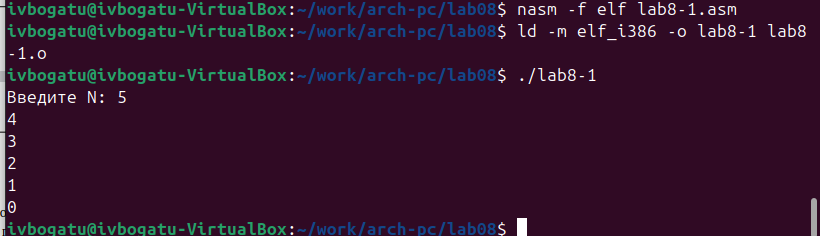 ivbogatu@ivbogatu-VirtualBox:~/work/arch-pc/lab08$ nasm -f elf lab8-1.asm
ivbogatu@ivbogatu-VirtualBox:~/work/arch-pc/lab08$ ld -m elf_i386 -o lab8-1 lab8
-1.o
ivbogatu@ivbogatu-VirtualBox:~/work/arch-pc/lab08$ ./lab8-1
Введите N: 5
4
3
2
1
0
ivbogatu@ivbogatu-VirtualBox:~/work/arch-pc/lab08$